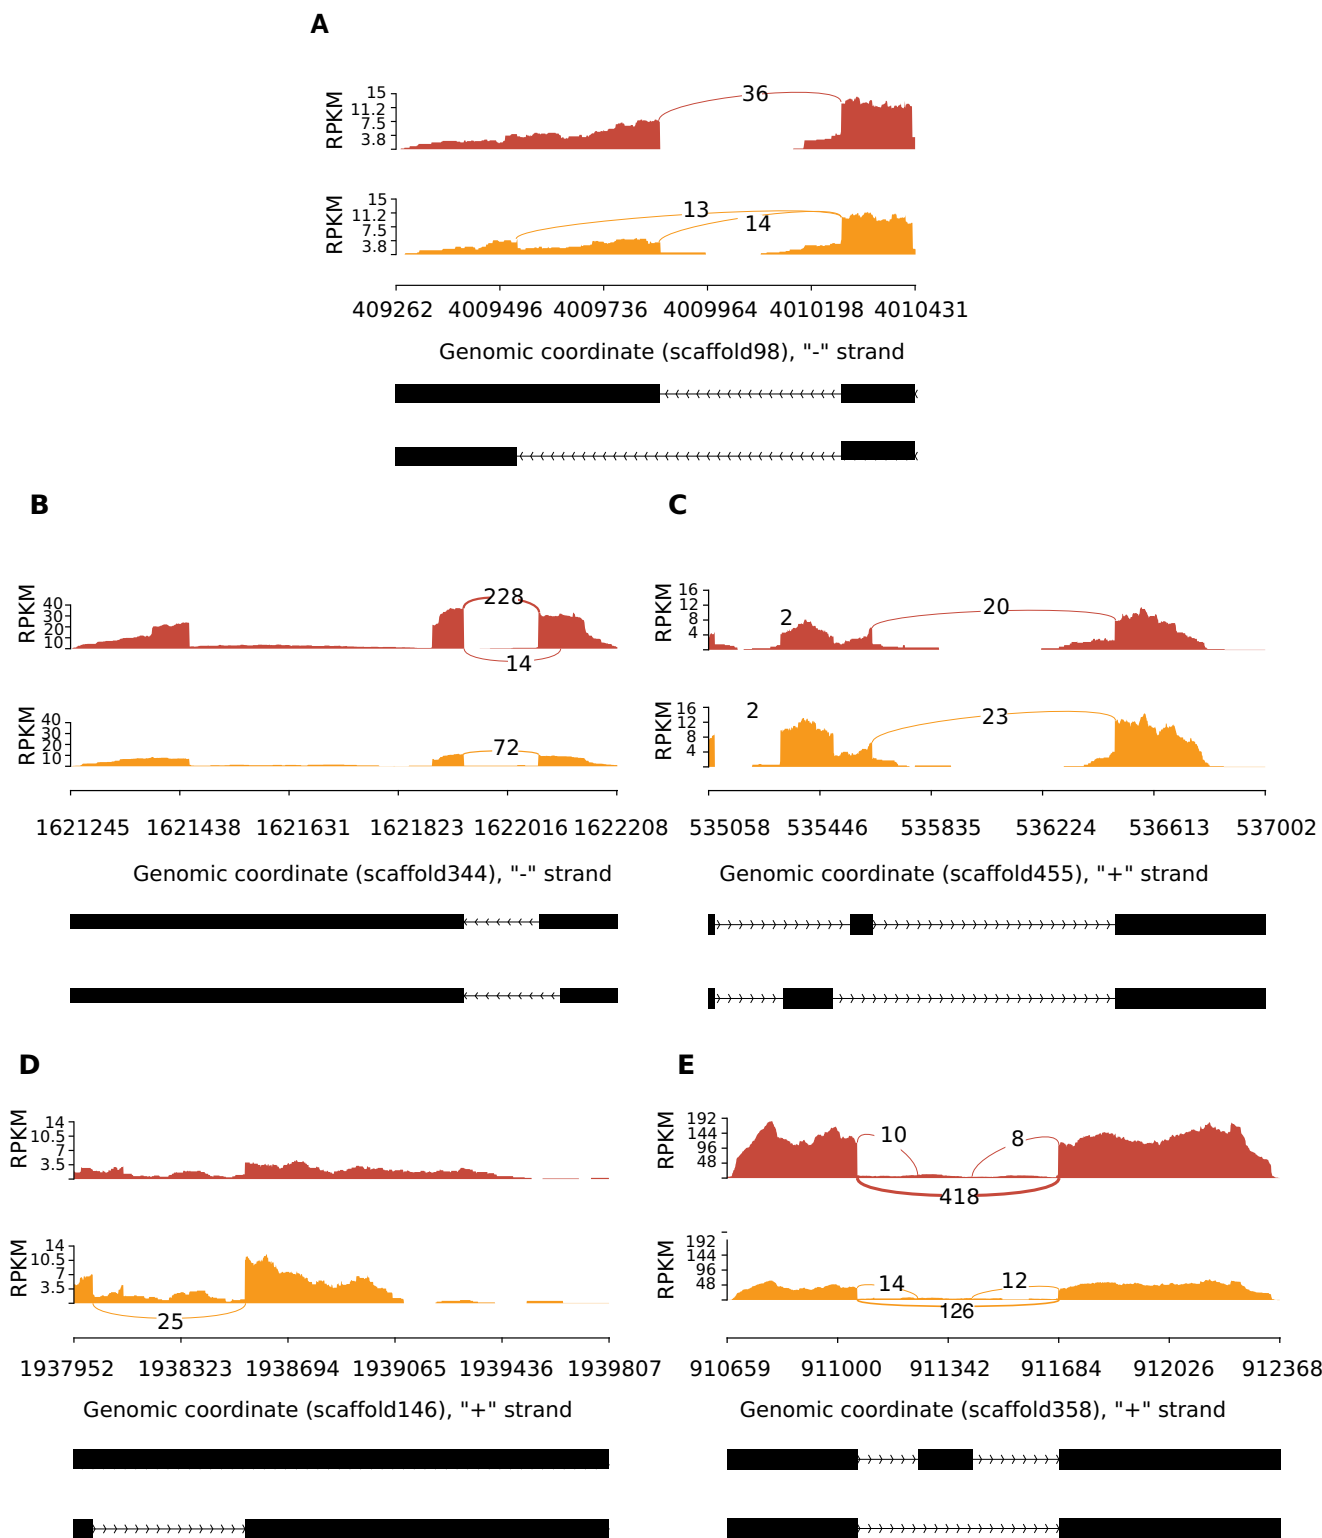 A
RPKM
15
11.2
7.5
3.8
36
RPKM
15
11.2
7.5
3.8
13
14
409262 4009496 4009736 4009964 4010198 4010431
Genomic coordinate (scaffold98), "-" strand
B
RPKM
40
30
20
10
228
14
RPKM
40
30
20
10
72
1621245 1621438 1621631 1621823 1622016 1622208
Genomic coordinate (scaffold344), "-" strand
C
RPKM
16
12
8
4
2
20
RPKM
16
12
8
4
2
23
535058 535446 535835 536224 536613 537002
Genomic coordinate (scaffold455), "+" strand
D
RPKM
14
10.5
7
3.5
RPKM
14
10.5
7
3.5
25
1937952 1938323 1938694 1939065 1939436 1939807
Genomic coordinate (scaffold146), "+" strand
E
RPKM
192
144
96
48
10
8
418
RPKM
192
144
96
48
14
12
126
910659 911000 911342 911684 912026 912368
Genomic coordinate (scaffold358), "+" strand